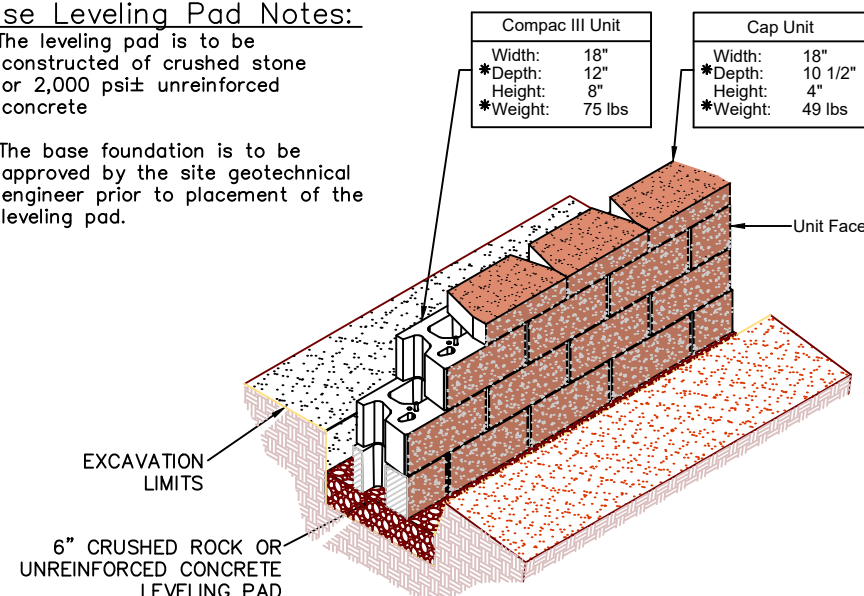 se Leveling Pad Notes:
The leveling pad is to be
constructed of crushed stone
or 2,000 psi± unreinforced
concrete
The base foundation is to be
approved by the site geotechnical
engineer prior to placement of the
leveling pad.
Compac III Unit
Width: 18"
*Depth: 12"
Height: 8"
*Weight: 75 lbs
Cap Unit
Width: 18"
*Depth: 10 1/2"
Height: 4"
*Weight: 49 lbs
Unit Face
EXCAVATION
LIMITS
6” CRUSHED ROCK OR
UNREINFORCED CONCRETE
LEVELING PAD